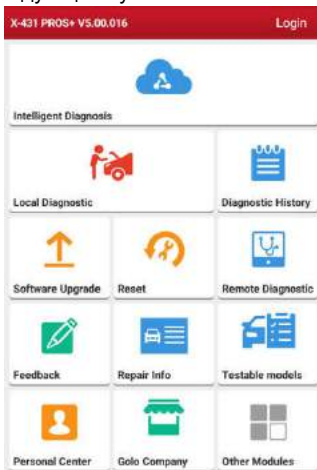 X-431 PROS+ V5.00.016 Login
Intelligent Diagnosis
Local Diagnostic Diagnostic History
Software Upgrade Reset Remote Diagnostic
Feedback Repair Info Testable models
Personal Center Golo Company Other Modules